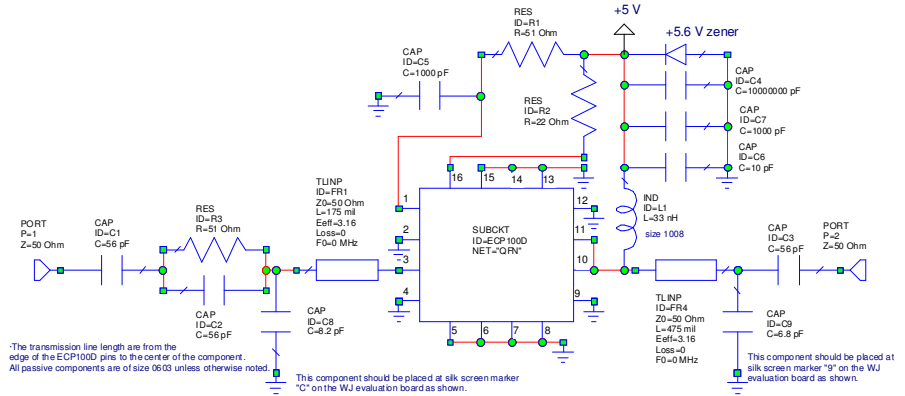 +5 V
RES
ID=R1
R=51 Ohm
+5.6 V zener
CAP
ID=C5
C=1000 pF
CAP
ID=C4
C=10000000 pF
RES
ID=R2
R=22 Ohm
CAP
ID=C7
C=1000 pF
CAP
ID=C6
C=10 pF
16
15
14
13
TLINP
ID=FR1
Z0=50 Ohm
L=175 mil
Eeff=3.16
Loss=0
F0=0 MHz
IND
ID=L1
L=33 nH
size 1008
1
2
3
4
12
11
10
9
SUBCKT
ID=ECP100D
NET="QFN"
5
6
7
8
PORT
P=1
Z=50 Ohm
CAP
ID=C1
C=56 pF
RES
ID=R3
R=51 Ohm
CAP
ID=C2
C=56 pF
CAP
ID=C8
C=8.2 pF
CAP
ID=C3
C=56 pF
PORT
P=2
Z=50 Ohm
TLINP
ID=FR4
Z0=50 Ohm
L=475 mil
Eeff=3.16
Loss=0
F0=0 MHz
CAP
ID=C9
C=6.8 pF
-The transmission line length are from the
edge of the ECP100D pins to the center of the component.
All passive components are of size 0603 unless otherwise noted.
This component should be placed at silk screen marker
"C" on the WJ evaluation board as shown.
This component should be placed at
silk screen marker "9" on the WJ
evaluation board as shown.